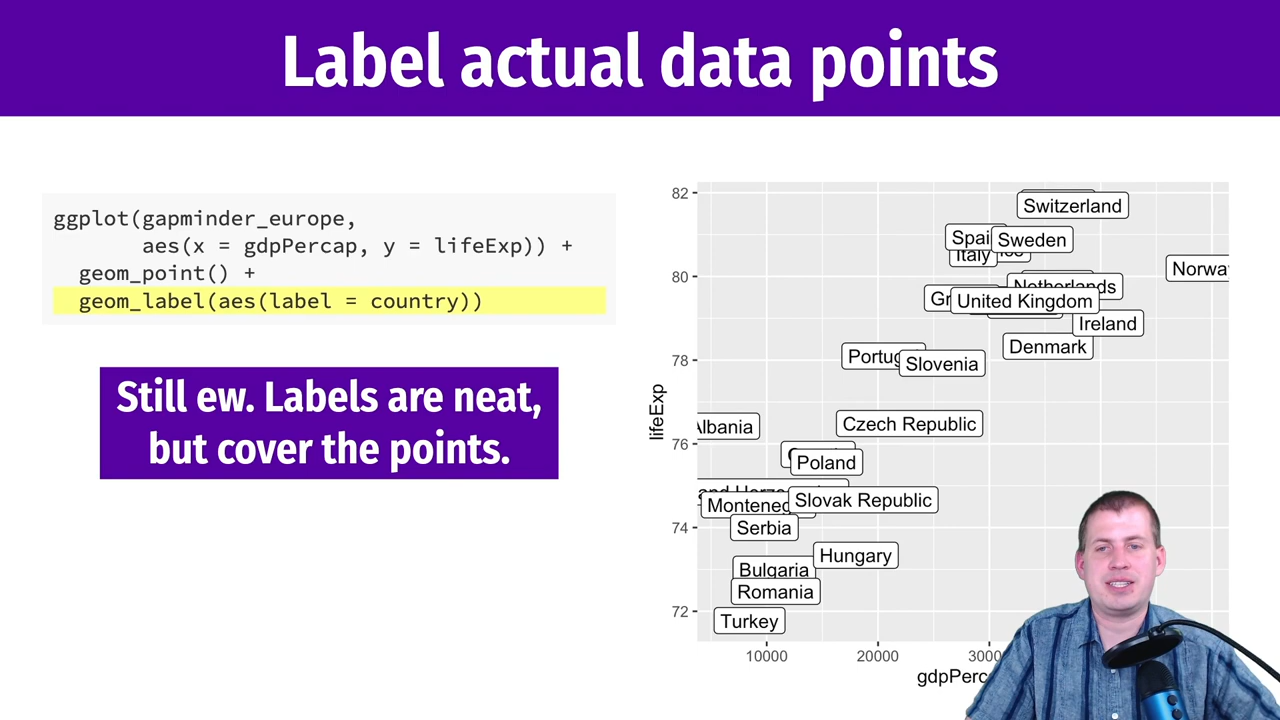 Label actual data points
ggplot(gapminder_europe,
aes(x = gdpPercap, y = lifeExp)) +
geom_point() +
geom_label(aes(label = country))
Still ew. Labels are neat,
but cover the points.
82
80
78
76
74
72
lifeExp
Switzerland
Spai
Sweden
Italy
Norwa
Netherlands
Gr
United Kingdom
Ireland
Denmark
Portug
Slovenia
lbania
Czech Republic
Poland
Slovak Republic
Monteneg
Serbia
Hungary
Bulgaria
Romania
Turkey
10000
20000
3000
gdpPerc